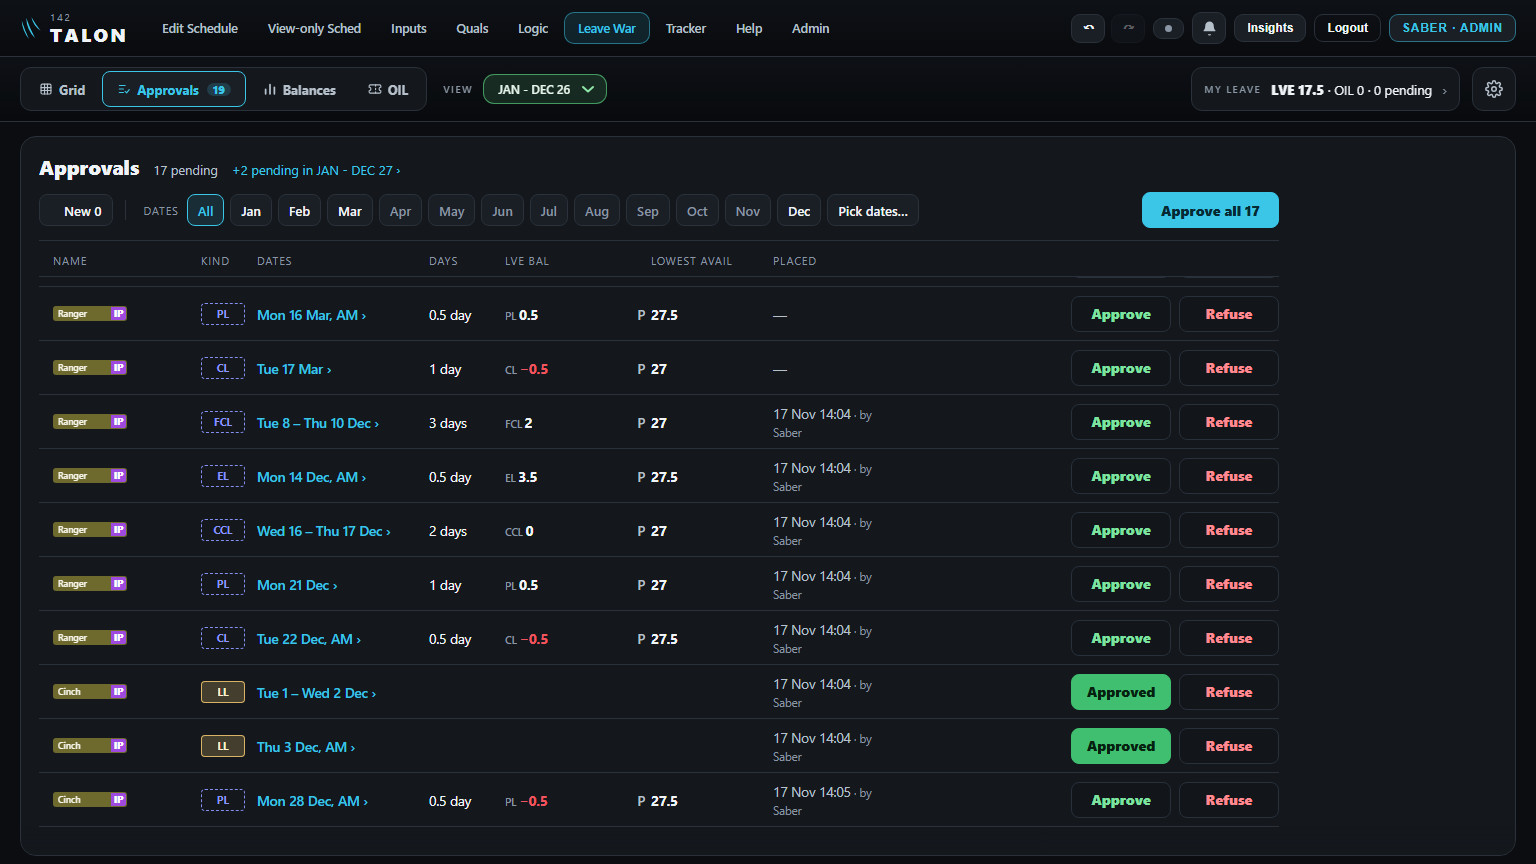 142
TALON
Edit Schedule
View-only Sched
Inputs
Quals
Logic
Leave War
Tracker
Help
Admin
Insights
Logout
SABER · ADMIN
Grid
Approvals 19
Balances
OIL
VIEW
JAN - DEC 26
MY LEAVE LVE 17.5 · OIL 0 · 0 pending ›
Approvals 17 pending +2 pending in JAN - DEC 27 ›
New 0
DATES
All
Jan
Feb
Mar
Apr
May
Jun
Jul
Aug
Sep
Oct
Nov
Dec
Pick dates...
Approve all 17
NAME KIND DATES DAYS LVE BAL LOWEST AVAIL PLACED
Ranger IP PL Mon 16 Mar, AM › 0.5 day PL 0.5 P 27.5 — Approve Refuse
Ranger IP CL Tue 17 Mar › 1 day CL −0.5 P 27 — Approve Refuse
Ranger IP FCL Tue 8 – Thu 10 Dec › 3 days FCL 2 P 27 17 Nov 14:04 · by Approve Refuse
Saber
Ranger IP EL Mon 14 Dec, AM › 0.5 day EL 3.5 P 27.5 17 Nov 14:04 · by Approve Refuse
Saber
Ranger IP CCL Wed 16 – Thu 17 Dec › 2 days CCL 0 P 27 17 Nov 14:04 · by Approve Refuse
Saber
Ranger IP PL Mon 21 Dec › 1 day PL 0.5 P 27 17 Nov 14:04 · by Approve Refuse
Saber
Ranger IP CL Tue 22 Dec, AM › 0.5 day CL −0.5 P 27.5 17 Nov 14:04 · by Approve Refuse
Saber
Cinch IP LL Tue 1 – Wed 2 Dec › 17 Nov 14:04 · by Approved Refuse
Saber
Cinch IP LL Thu 3 Dec, AM › 17 Nov 14:04 · by Approved Refuse
Saber
Cinch IP PL Mon 28 Dec, AM › 0.5 day PL −0.5 P 27.5 17 Nov 14:05 · by Approve Refuse
Saber